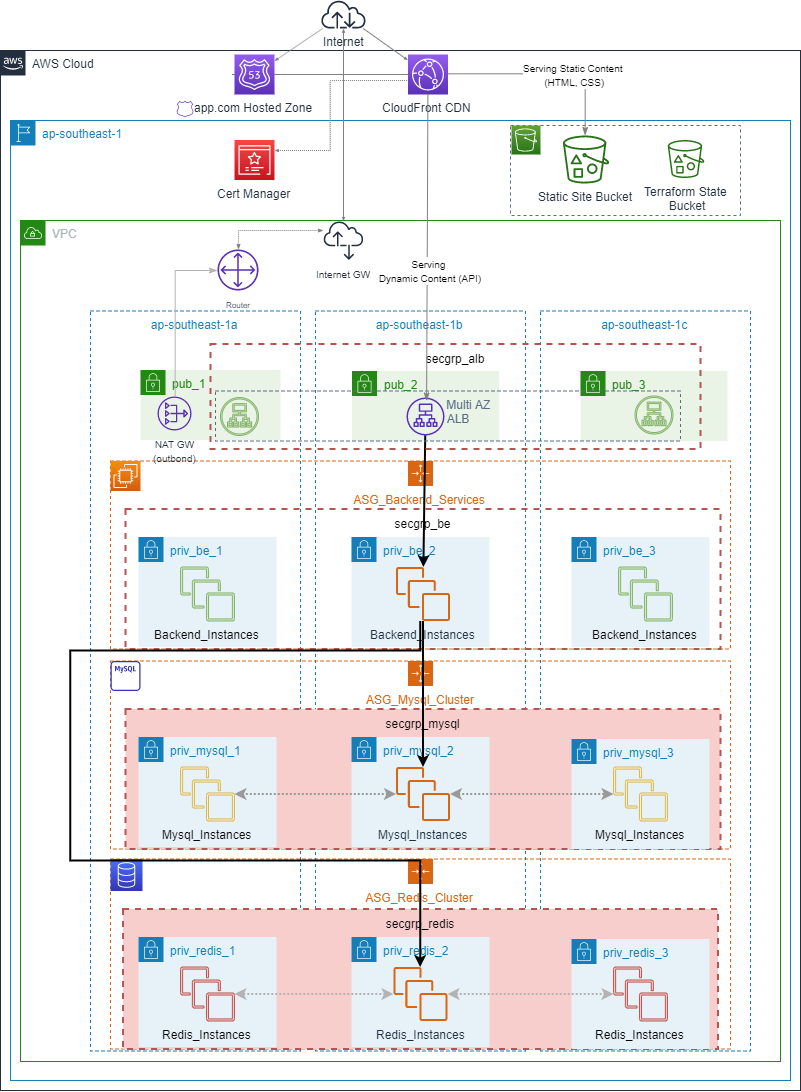 Internet
aws
AWS Cloud
53
app.com Hosted Zone
CloudFront CDN
Serving Static Content
(HTML, CSS)
ap-southeast-1
Cert Manager
Static Site Bucket
Terraform State
Bucket
VPC
Internet GW
Router
Serving
Dynamic Content (API)
ap-southeast-1a
ap-southeast-1b
ap-southeast-1c
secgrp_alb
pub_1
pub_2
pub_3
Multi AZ
ALB
NAT GW
(outbond)
ASG_Backend_Services
secgrp_be
priv_be_1
priv_be_2
priv_be_3
Backend_Instances
Backend_Instances
Backend_Instances
MySQL
ASG_Mysql_Cluster
secgrp_mysql
priv_mysql_1
priv_mysql_2
priv_mysql_3
Mysql_Instances
Mysql_Instances
Mysql_Instances
ASG_Redis_Cluster
secgrp_redis
priv_redis_1
priv_redis_2
priv_redis_3
Redis_Instances
Redis_Instances
Redis_Instances